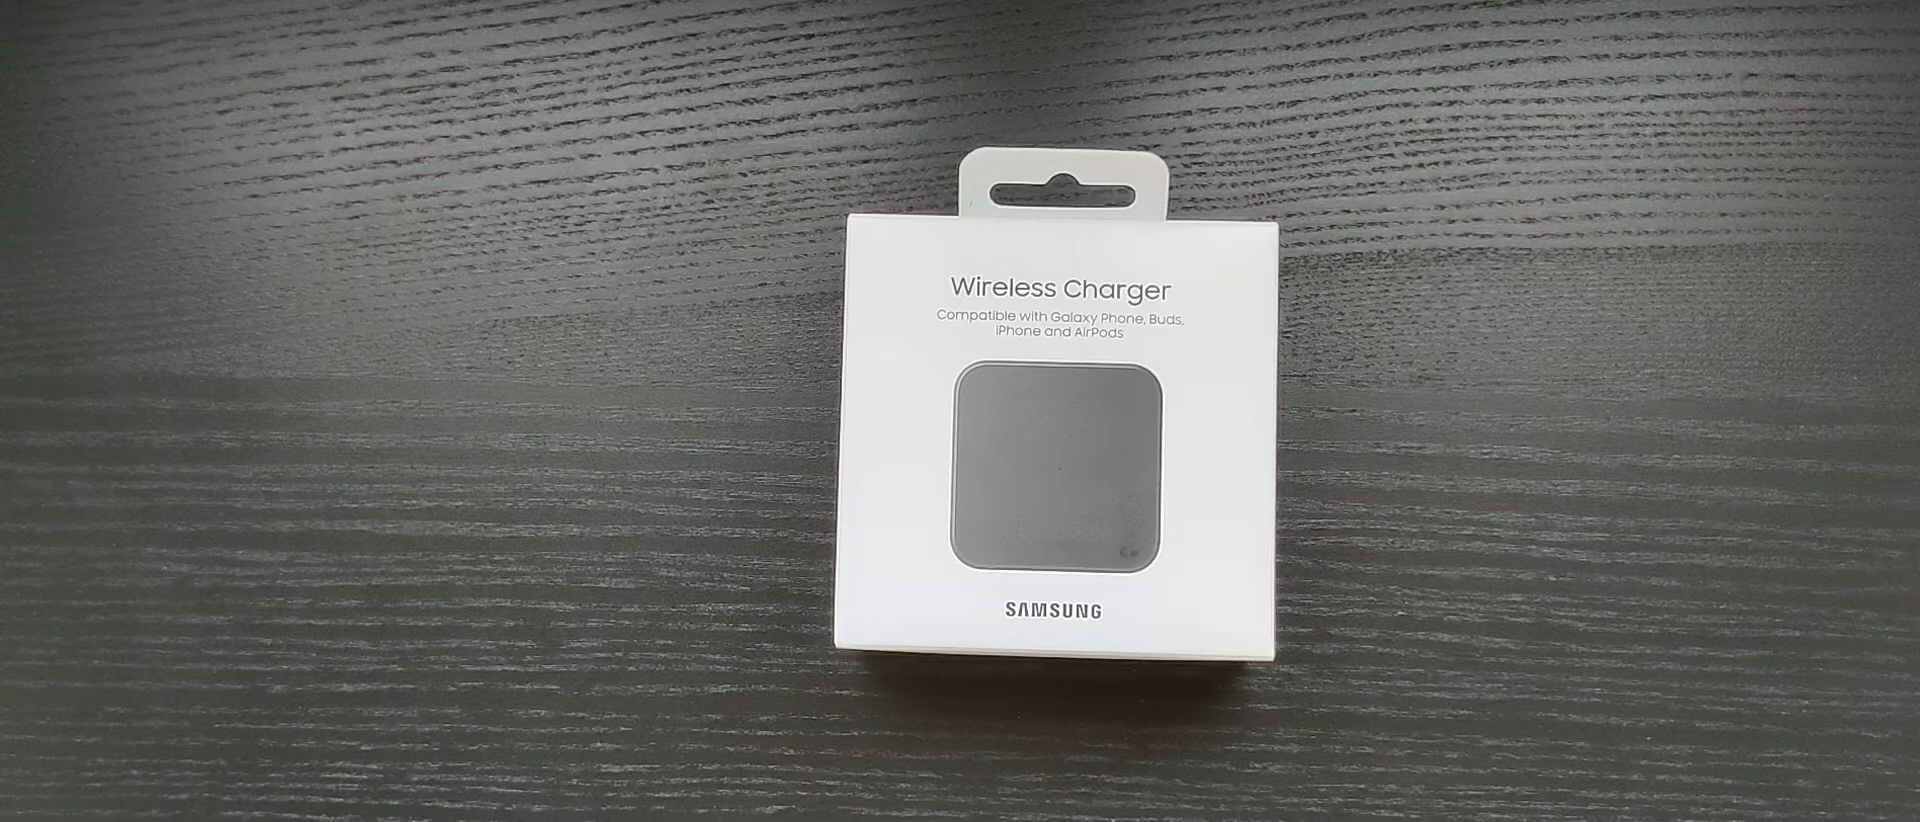 Wireless Charger
Compatible with Galaxy Phone, Buds,
iPhone and AirPods
SAMSUNG